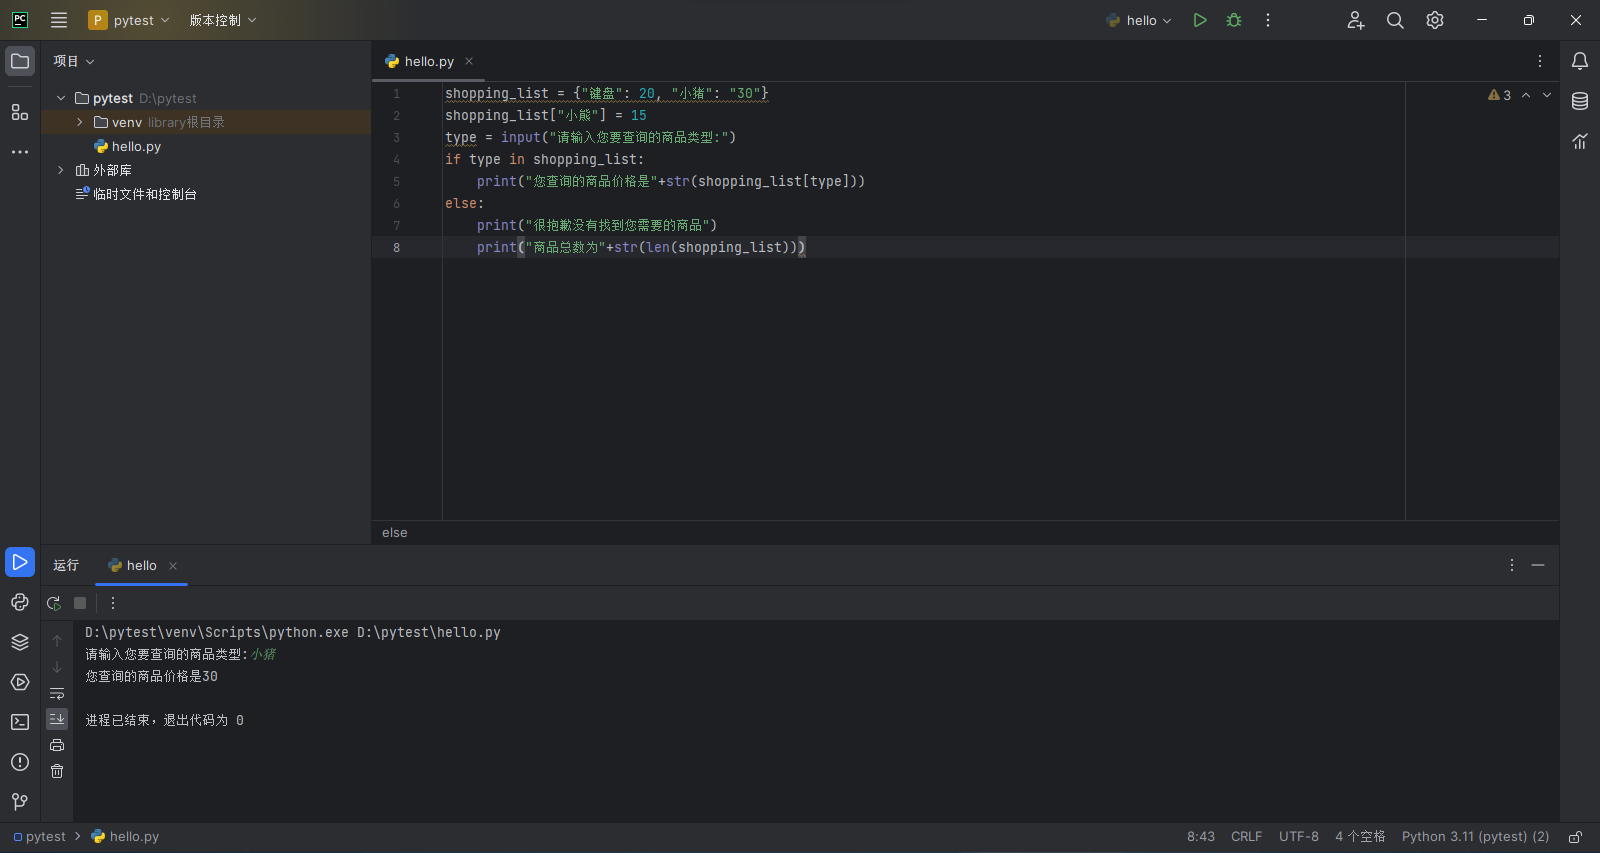 PC P pytest 版本控制 hello
项目
pytest D:\pytest
venv library根目录
hello.py
外部库
临时文件和控制台
hello.py
3
1 shopping_list = {"键盘": 20, "小猪": "30"}
2 shopping_list["小熊"] = 15
3 type = input("请输入您要查询的商品类型:")
4 if type in shopping_list:
5 print("您查询的商品价格是"+str(shopping_list[type]))
6 else:
7 print("很抱歉没有找到您需要的商品")
8 print("商品总数为"+str(len(shopping_list)))
else
运行 hello
D:\pytest\venv\Scripts\python.exe D:\pytest\hello.py
请输入您要查询的商品类型:小猪
您查询的商品价格是30
进程已结束，退出代码为 0
pytest hello.py 8:43 CRLF UTF-8 4 个空格 Python 3.11 (pytest) (2)